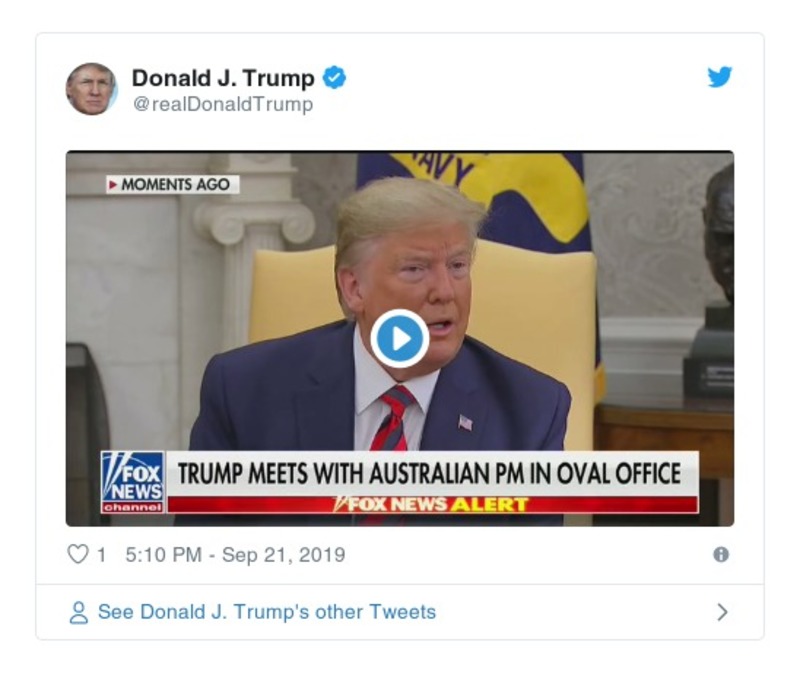 Donald J. Trump
@realDonaldTrump
NAVY
MOMENTS AGO
FOX
NEWS
channel
TRUMP MEETS WITH AUSTRALIAN PM IN OVAL OFFICE
FOX NEWS ALERT
1 5:10 PM - Sep 21, 2019
See Donald J. Trump's other Tweets